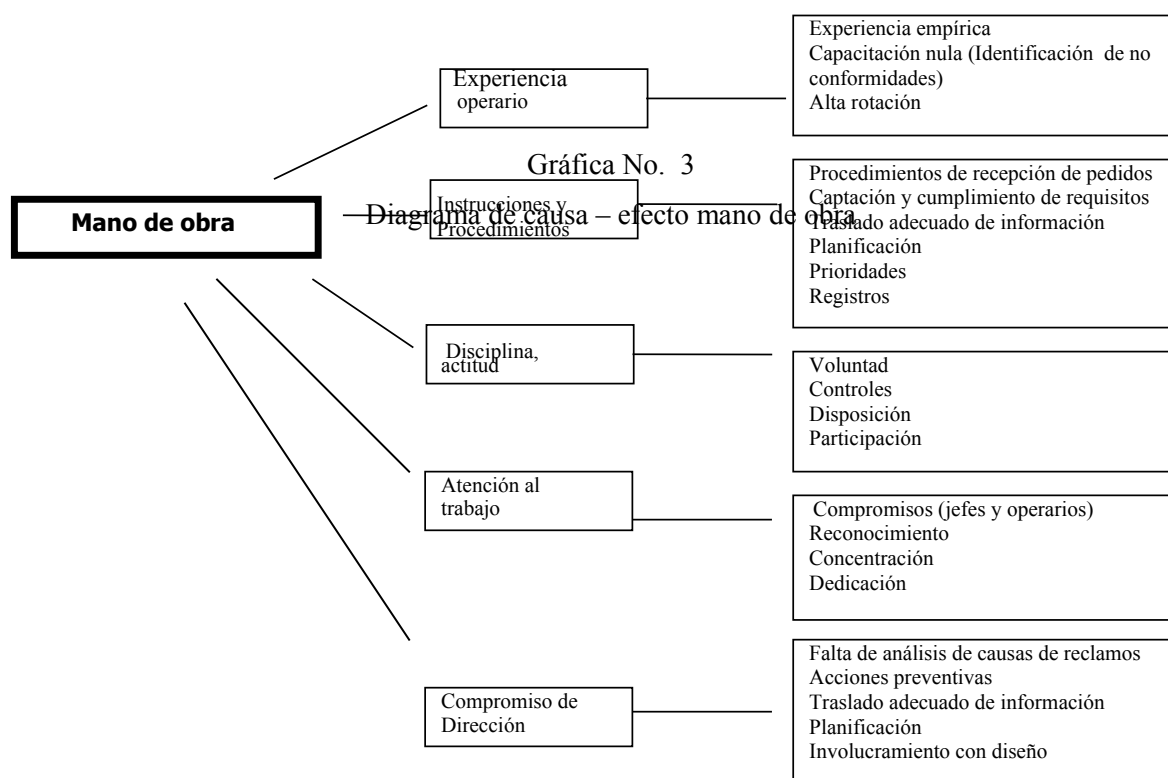 Experiencia empírica
Capacitación nula (Identificación de no
conformidades)
Alta rotación
Experiencia
operario
Gráfica No. 3
Diagrama de causa – efecto mano de obra
Mano de obra
Instrucciones y
Procedimientos
Procedimientos de recepción de pedidos
Captación y cumplimiento de requisitos
Traslado adecuado de información
Planificación
Prioridades
Registros
Disciplina,
actitud
Voluntad
Controles
Disposición
Participación
Atención al
trabajo
Compromisos (jefes y operarios)
Reconocimiento
Concentración
Dedicación
Compromiso de
Dirección
Falta de análisis de causas de reclamos
Acciones preventivas
Traslado adecuado de información
Planificación
Involucramiento con diseño